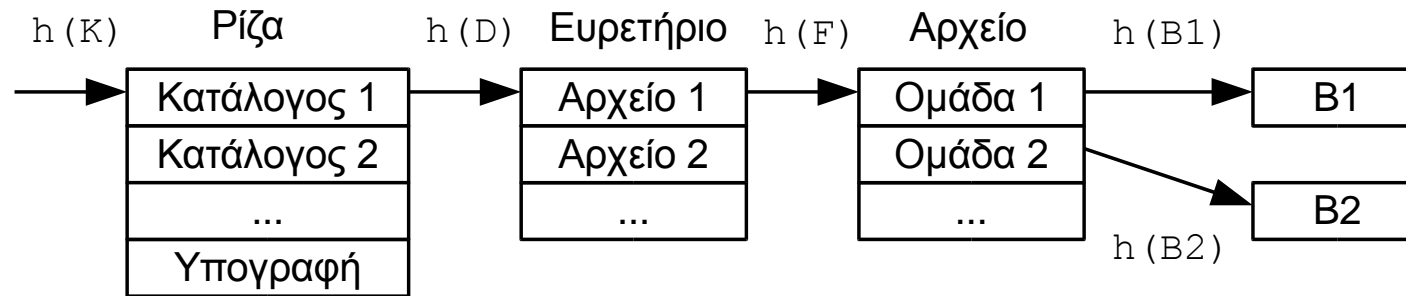 h(K) Ρίζα h(D) Ευρετήριο h(F) Αρχείο h(B1)
Κατάλογος 1 Αρχείο 1 Ομάδα 1 B1
Κατάλογος 2 Αρχείο 2 Ομάδα 2
... ... ... B2
Υπογραφή h(B2)